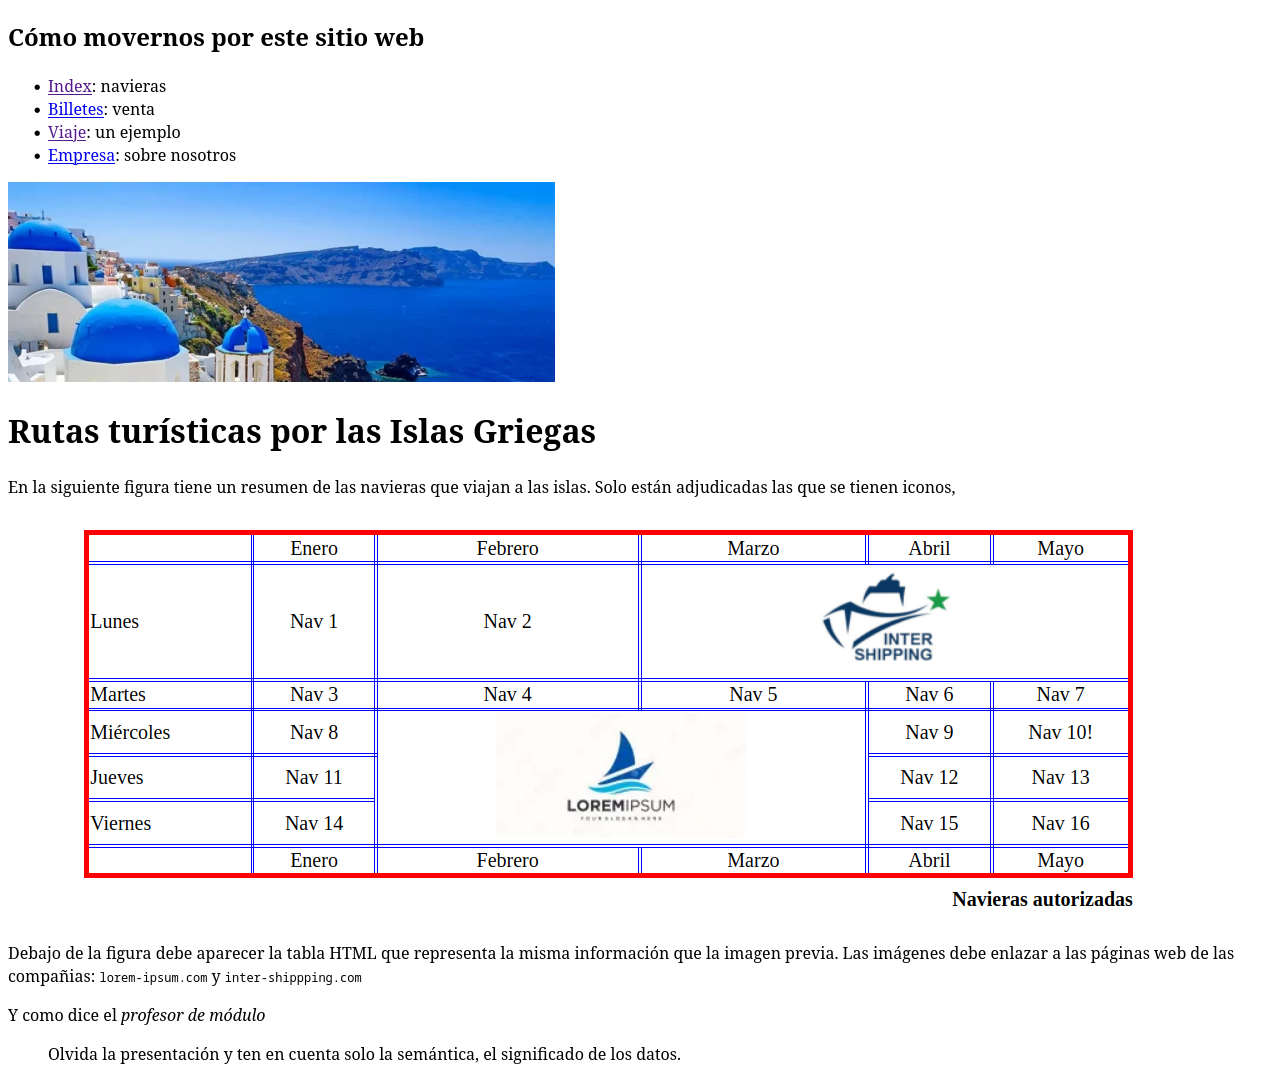 Cómo movernos por este sitio web
Index: navieras
Billetes: venta
Viaje: un ejemplo
Empresa: sobre nosotros
Rutas turísticas por las Islas Griegas
En la siguiente figura tiene un resumen de las navieras que viajan a las islas. Solo están adjudicadas las que se tienen iconos,
Enero Febrero Marzo Abril Mayo
Lunes Nav 1 Nav 2
INTER
SHIPPING
Martes Nav 3 Nav 4 Nav 5 Nav 6 Nav 7
Miércoles Nav 8 Nav 9 Nav 10!
Jueves Nav 11 Nav 12 Nav 13
LOREMIPSUM
YOUR SLOGAN HERE
Viernes Nav 14 Nav 15 Nav 16
Enero Febrero Marzo Abril Mayo
Navieras autorizadas
Debajo de la figura debe aparecer la tabla HTML que representa la misma información que la imagen previa. Las imágenes debe enlazar a las páginas web de las
compañias: lorem-ipsum.com y inter-shippping.com
Y como dice el profesor de módulo
Olvida la presentación y ten en cuenta solo la semántica, el significado de los datos.